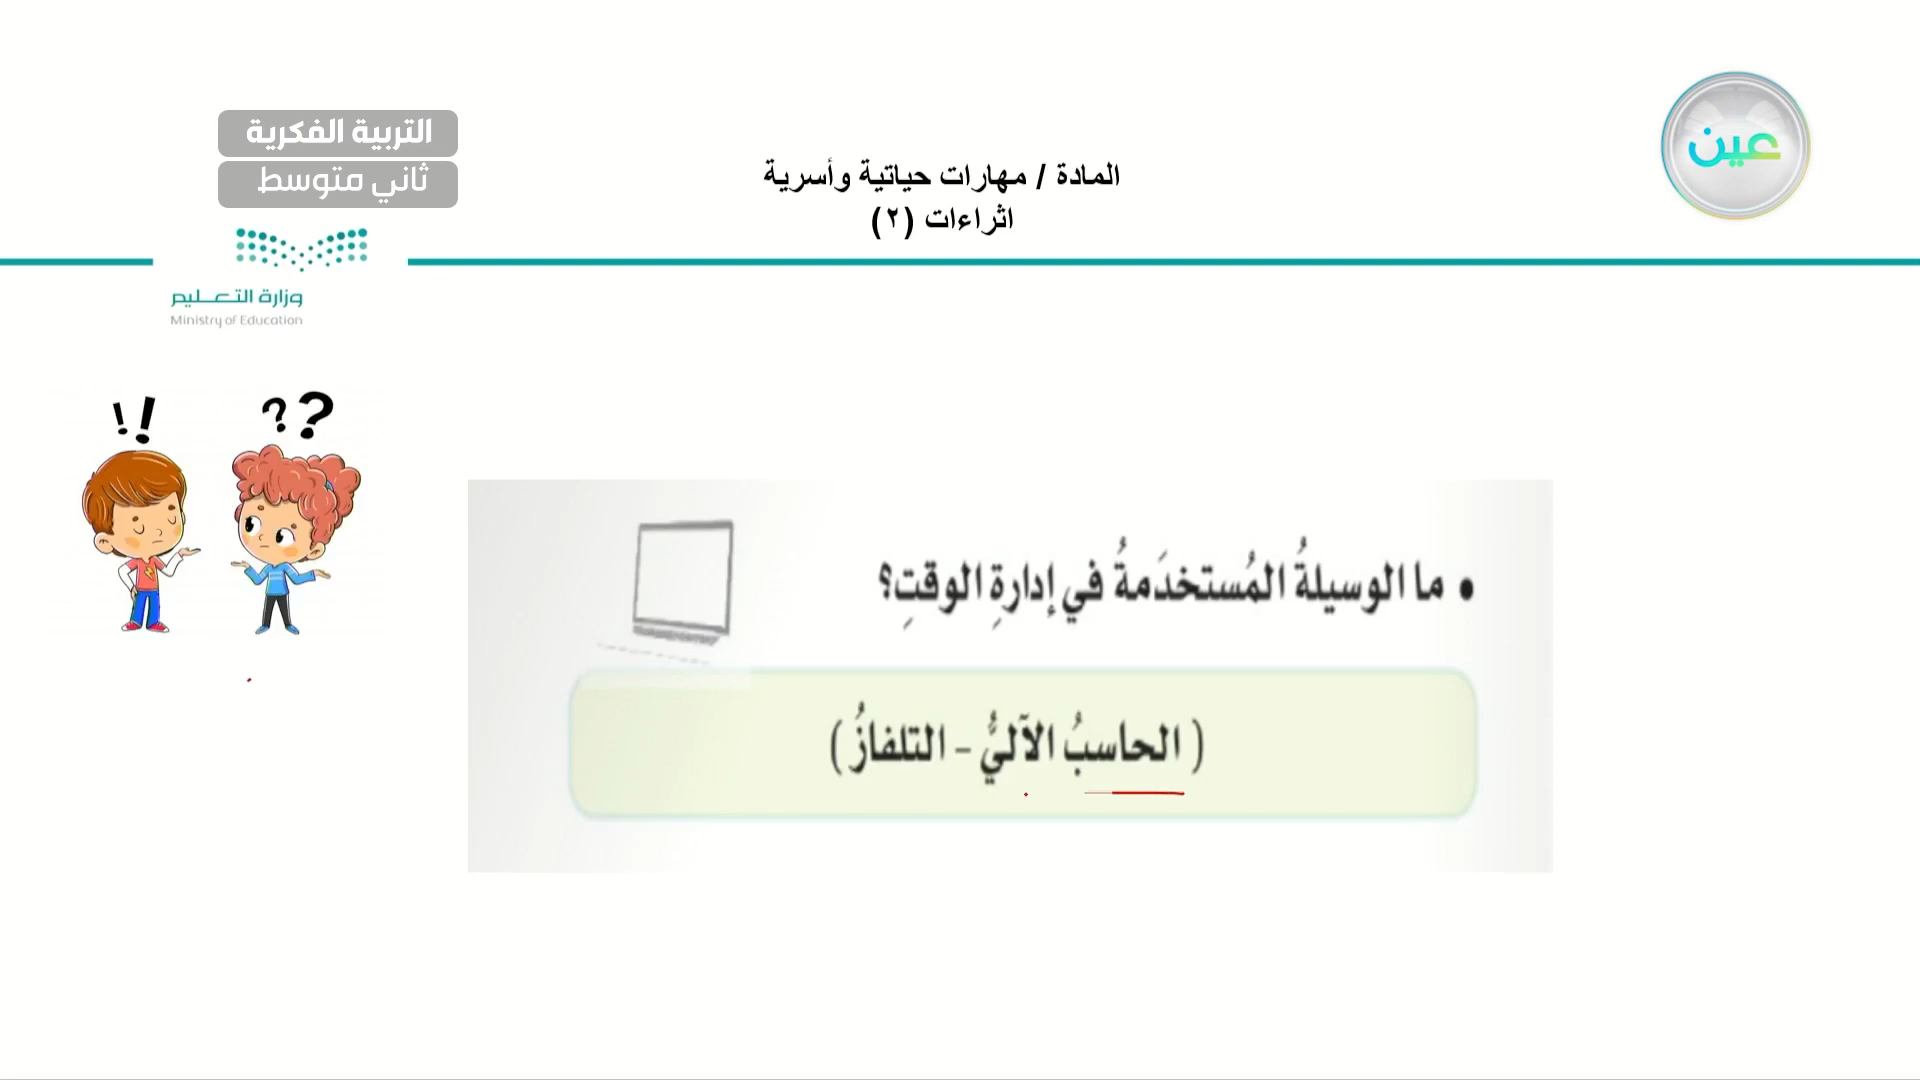 عين
التربية الفكرية
ثاني متوسط
المادة / مهارات حياتية وأسرية
اثراءات (٢)
وزارة التعـــليم
Ministry of Education
!! ??
• ما الوسيلةُ المُستخدَمةُ في إدارةِ الوقتِ؟
( الحاسبُ الآليُّ – التلفازُ )